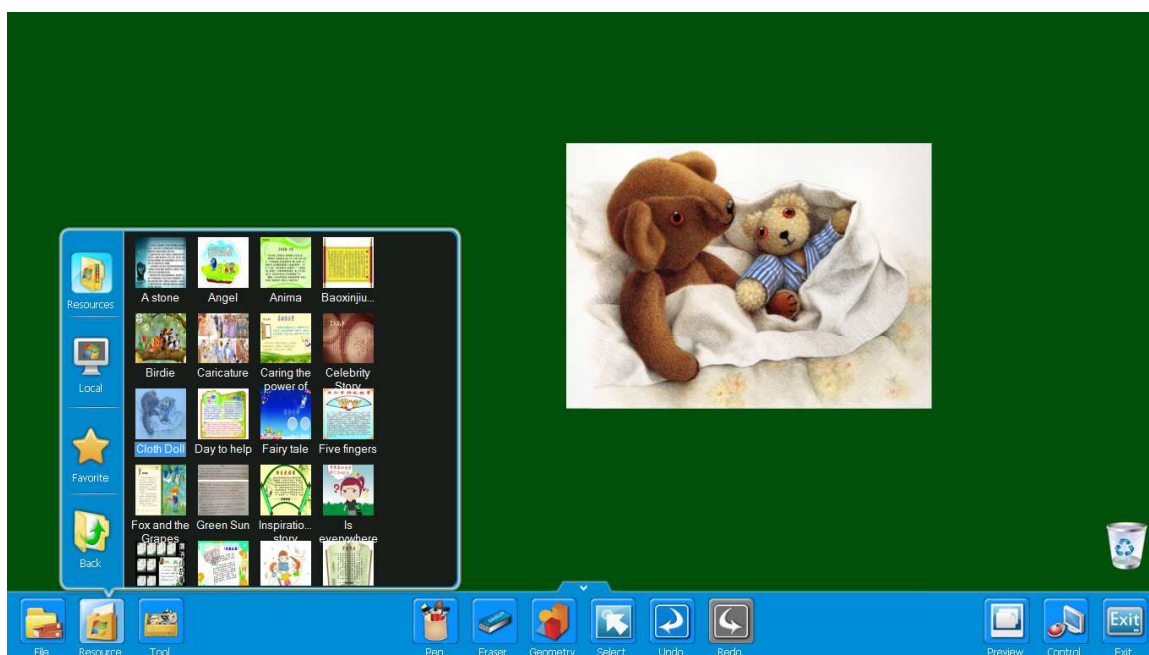 Resources
Local
Favorite
Back
A stone
Angel
Anima
Baoxinjiu...
Birdie
Caricature
Caring the
power of
Celebrity
Story
Cloth Doll
Day to help
Fairy tale
Five fingers
Fox and the
Grapes
Green Sun
Inspiratio...
story
Is
everywhere
File
Resource
Tool
Pen
Eraser
Geometry
Select
Undo
Redo
Preview
Control
Exit
Exit